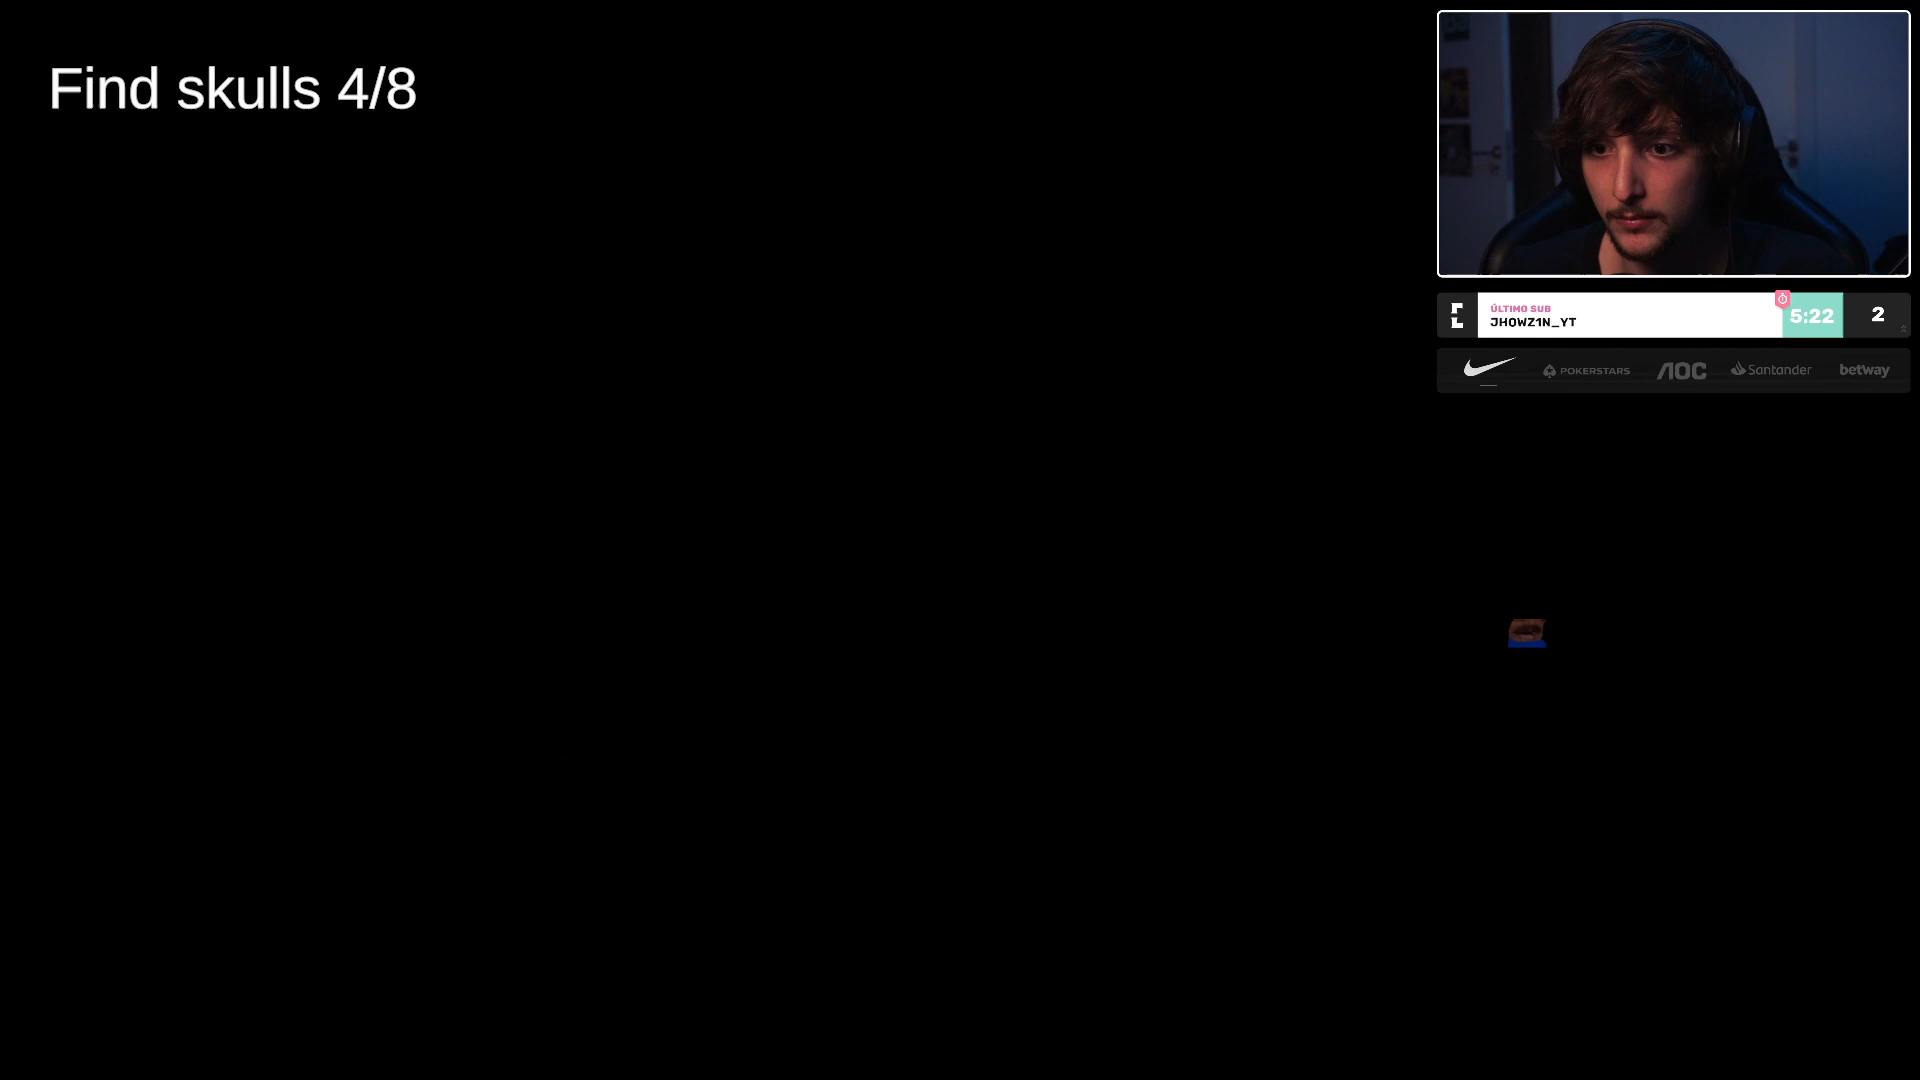 Find skulls 4/8
ÚLTIMO SUB
JHOWZ1N_YT
5:22
2
POKERSTARS
AOC
Santander
betway